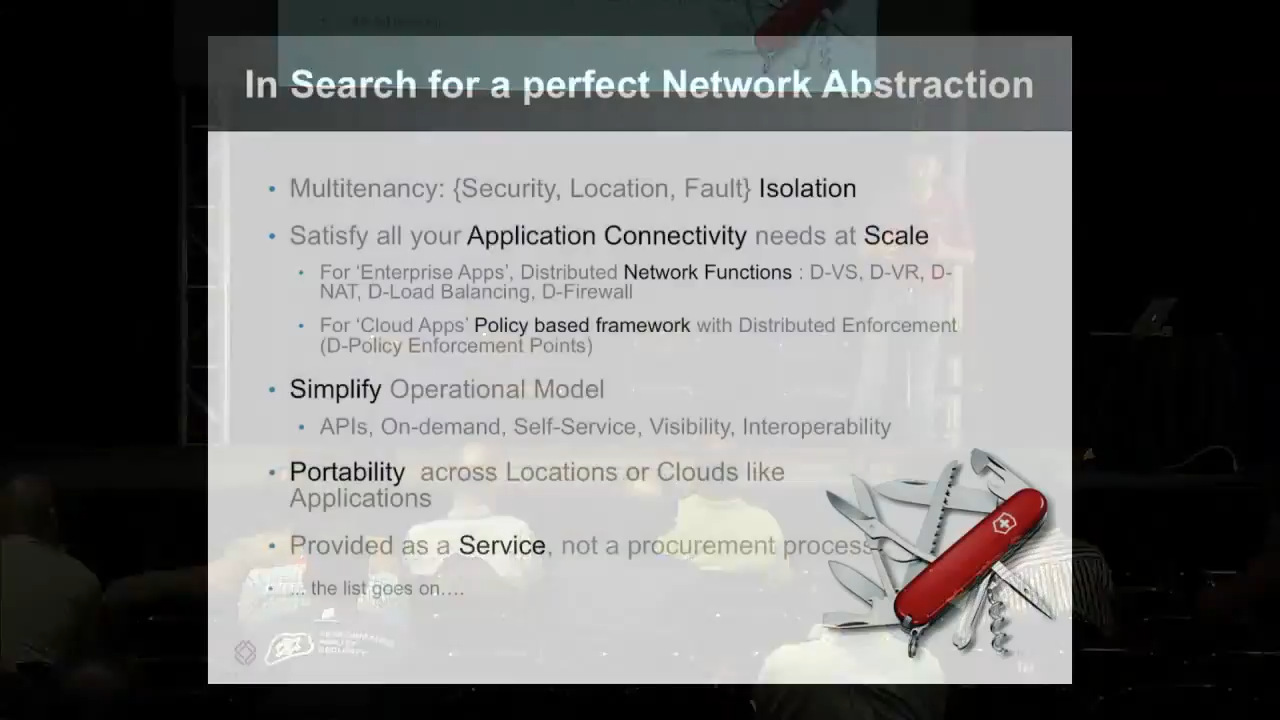 In Search for a perfect Network Abstraction
• Multitenancy: {Security, Location, Fault} Isolation
• Satisfy all your Application Connectivity needs at Scale
• For ‘Enterprise Apps’, Distributed Network Functions : D-VS, D-VR, D-
NAT, D-Load Balancing, D-Firewall
• For ‘Cloud Apps’ Policy based framework with Distributed Enforcement
(D-Policy Enforcement Points)
• Simplify Operational Model
• APIs, On-demand, Self-Service, Visibility, Interoperability
• Portability across Locations or Clouds like
Applications
• Provided as a Service, not a procurement process
• ... the list goes on….